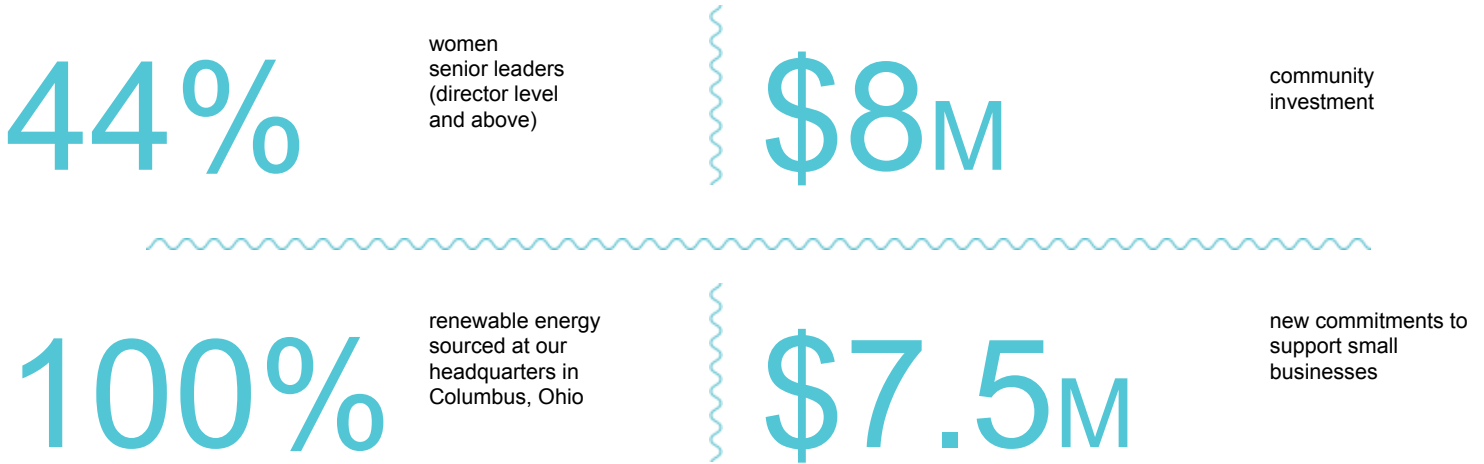 44%
women
senior leaders
(director level
and above)
$8M
community
investment
100%
renewable energy
sourced at our
headquarters in
Columbus, Ohio
$7.5M
new commitments to
support small
businesses